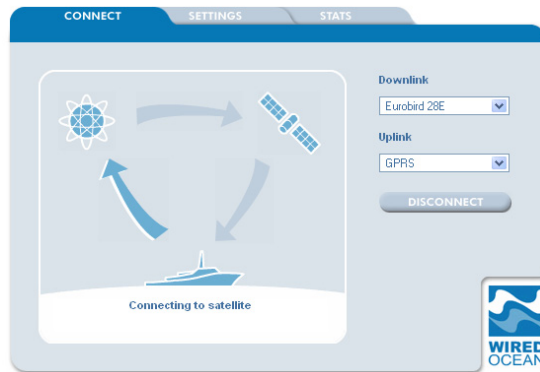 CONNECT
SETTINGS
STATS
Downlink
Eurobird 28E
Uplink
GPRS
DISCONNECT
Connecting to satellite
WIRED
OCEAN